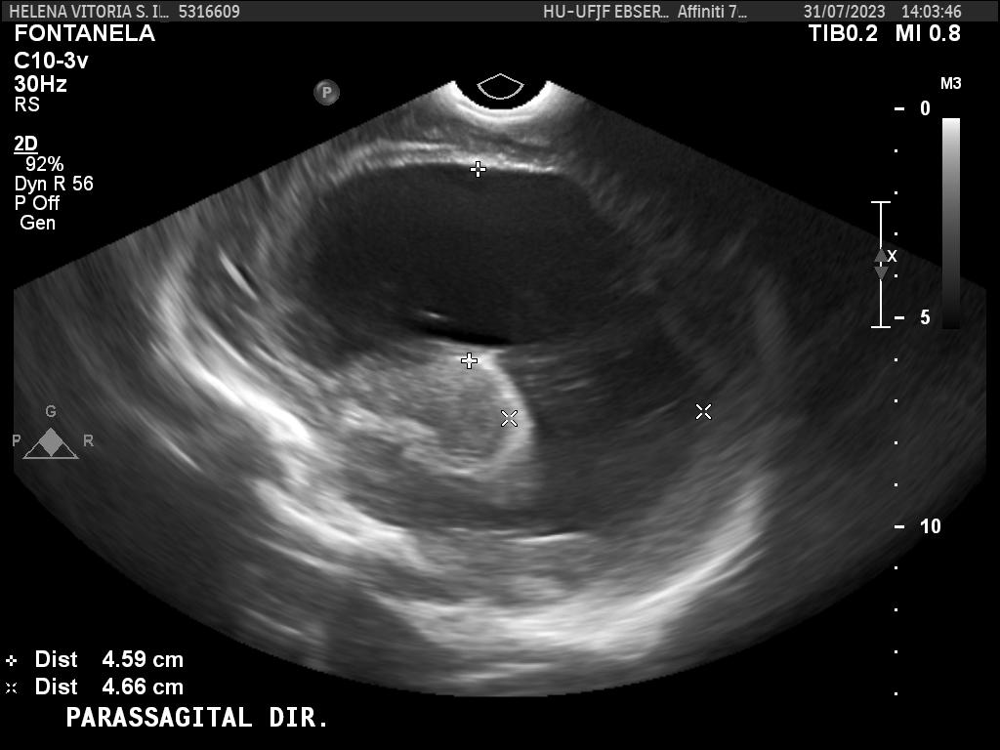 HELENA VITORIA S. I... 5316609 HU-UFJF EBSER... Affiniti 7... 31/07/2023 14:03:46
FONTANELA TIB0.2 MI 0.8
C10-3v
30Hz
RS
M3
P
0
2D
92%
Dyn R 56
P Off
Gen
X
5
G
P R
10
Dist 4.59 cm
Dist 4.66 cm
PARASSAGITAL DIR.